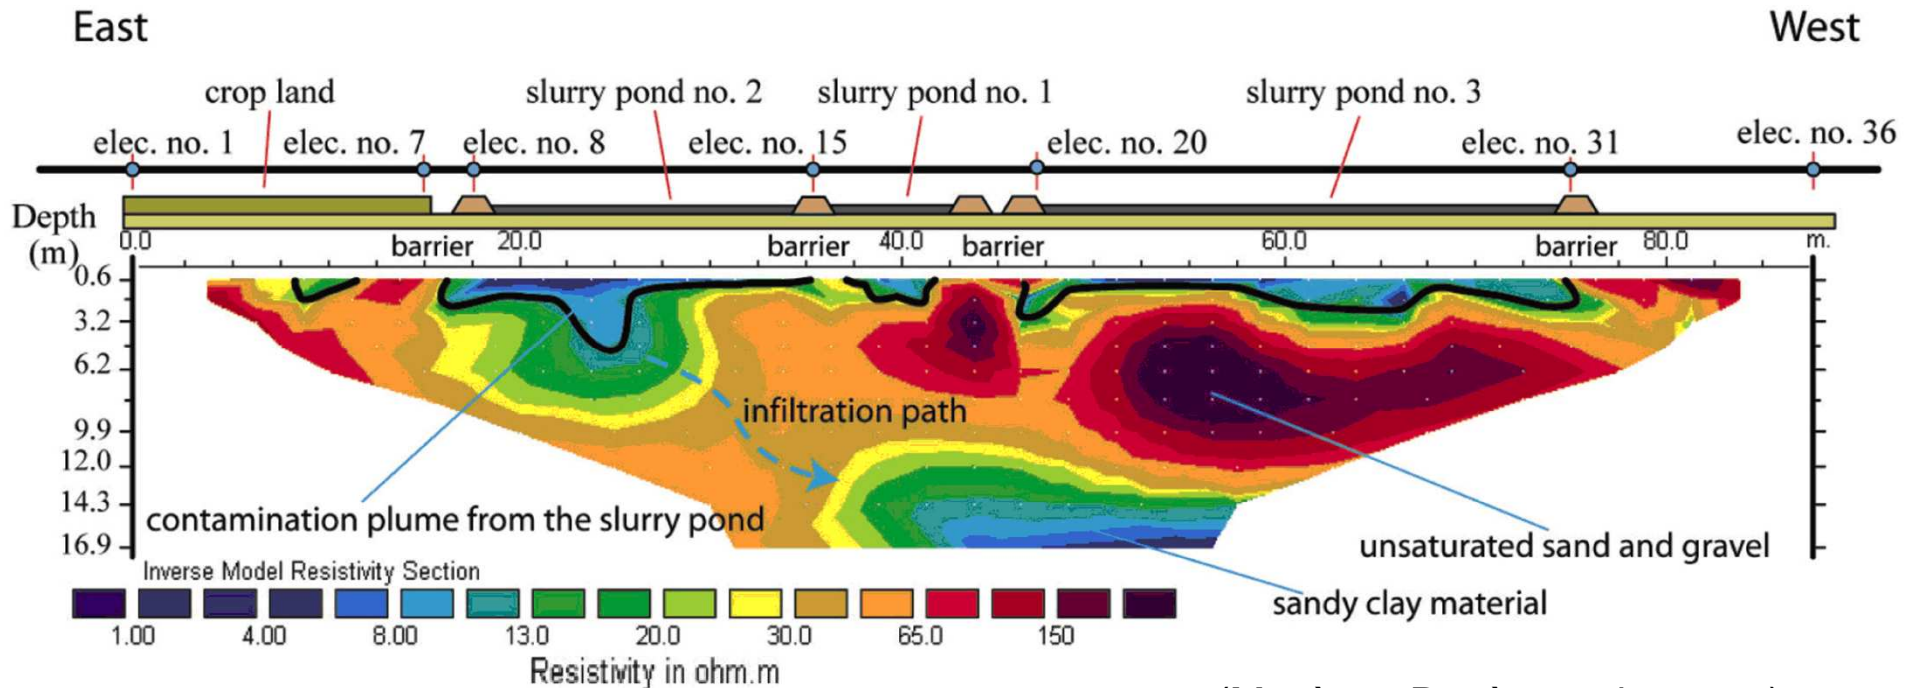 East
West
crop land
slurry pond no. 2
slurry pond no. 1
slurry pond no. 3
elec. no. 1
elec. no. 7
elec. no. 8
elec. no. 15
elec. no. 20
elec. no. 31
elec. no. 36
Depth
(m)
0.0
barrier
20.0
barrier
40.0
barrier
60.0
barrier
80.0
m.
0.6
3.2
6.2
9.9
12.0
14.3
16.9
infiltration path
contamination plume from the slurry pond
unsaturated sand and gravel
sandy clay material
Inverse Model Resistivity Section
1.00
4.00
8.00
13.0
20.0
30.0
65.0
150
Resistivity in ohm.m